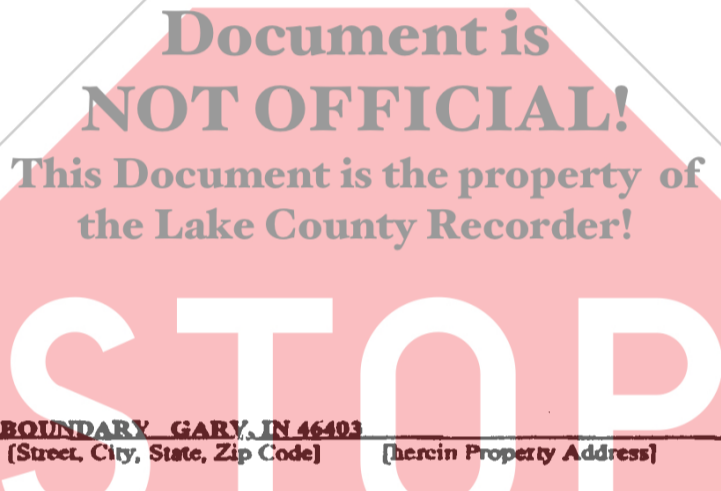 Document is
NOT OFFICIAL!
This Document is the property of
the Lake County Recorder!
STOP
BOUNDARY GARY, IN 46403
[Street, City, State, Zip Code] [herein Property Address]